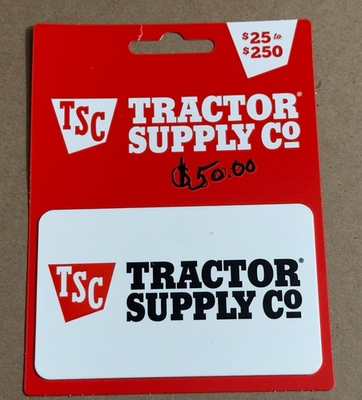 $25 to
$250
TSC
TRACTOR®
SUPPLY CO
$50.00
TSC
TRACTOR®
SUPPLY CO